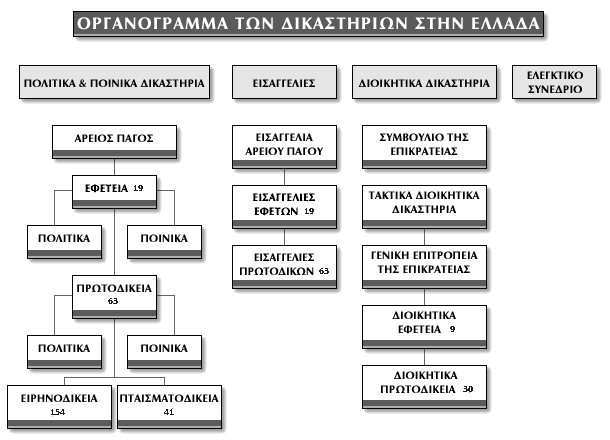 ΟΡΓΑΝΟΓΡΑΜΜΑ ΤΩΝ ΔΙΚΑΣΤΗΡΙΩΝ ΣΤΗΝ ΕΛΛΑΔΑ
ΠΟΛΙΤΙΚΑ & ΠΟΙΝΙΚΑ ΔΙΚΑΣΤΗΡΙΑ
ΑΡΕΙΟΣ ΠΑΓΟΣ
ΕΦΕΤΕΙΑ 19
ΠΟΛΙΤΙΚΑ
ΠΟΙΝΙΚΑ
ΠΡΩΤΟΔΙΚΕΙΑ
63
ΠΟΛΙΤΙΚΑ
ΠΟΙΝΙΚΑ
ΕΙΡΗΝΟΔΙΚΕΙΑ
154
ΠΤΑΙΣΜΑΤΟΔΙΚΕΙΑ
41
ΕΙΣΑΓΓΕΛΙΕΣ
ΕΙΣΑΓΓΕΛΙΑ
ΑΡΕΙΟΥ ΠΑΓΟΥ
ΕΙΣΑΓΓΕΛΙΕΣ
ΕΦΕΤΩΝ 19
ΕΙΣΑΓΓΕΛΙΕΣ
ΠΡΩΤΟΔΙΚΩΝ 63
ΔΙΟΙΚΗΤΙΚΑ ΔΙΚΑΣΤΗΡΙΑ
ΣΥΜΒΟΥΛΙΟ ΤΗΣ
ΕΠΙΚΡΑΤΕΙΑΣ
ΤΑΚΤΙΚΑ ΔΙΟΙΚΗΤΙΚΑ
ΔΙΚΑΣΤΗΡΙΑ
ΓΕΝΙΚΗ ΕΠΙΤΡΟΠΕΙΑ
ΤΗΣ ΕΠΙΚΡΑΤΕΙΑΣ
ΔΙΟΙΚΗΤΙΚΑ
ΕΦΕΤΕΙΑ 9
ΔΙΟΙΚΗΤΙΚΑ
ΠΡΩΤΟΔΙΚΕΙΑ 30
ΕΛΕΓΚΤΙΚΟ
ΣΥΝΕΔΡΙΟ